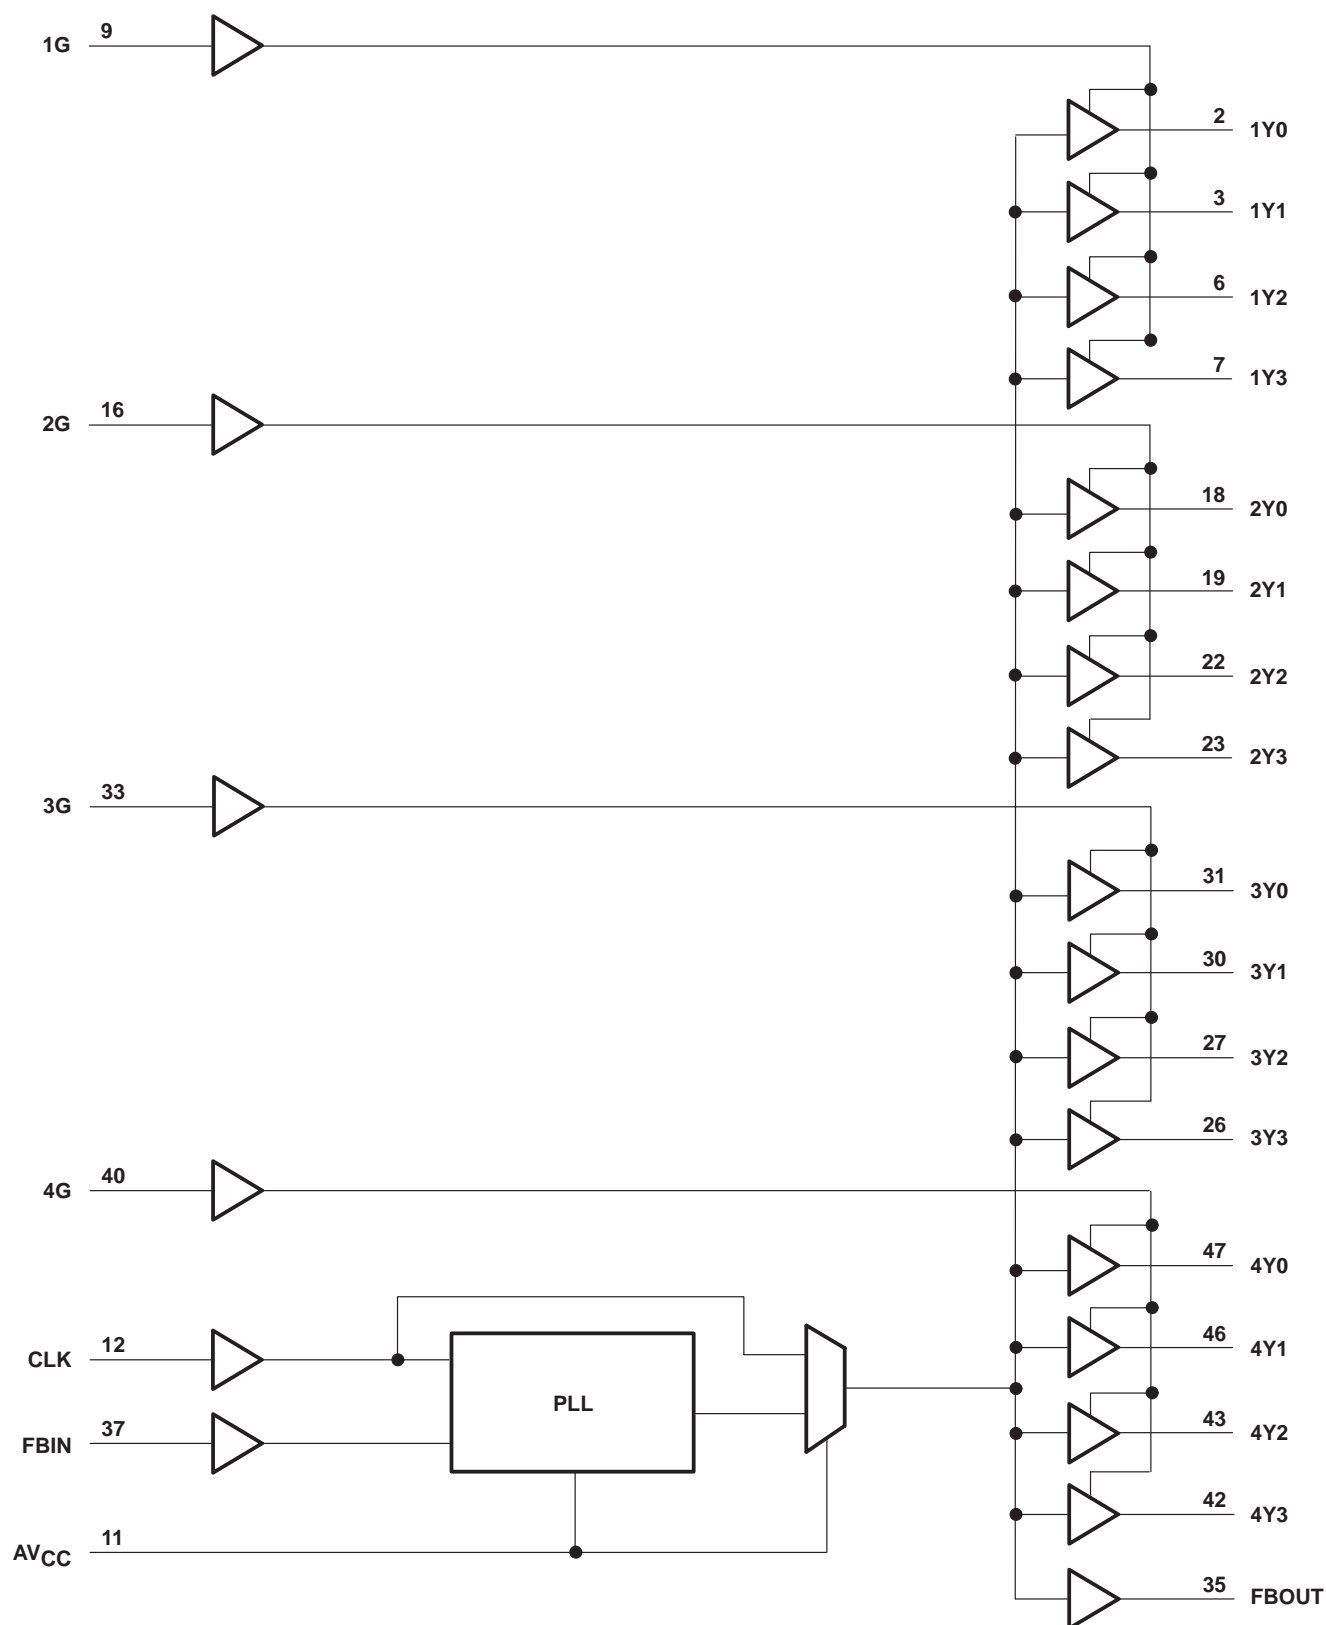 1G 9
2 1Y0
3 1Y1
6 1Y2
7 1Y3
2G 16
18 2Y0
19 2Y1
22 2Y2
23 2Y3
3G 33
31 3Y0
30 3Y1
27 3Y2
26 3Y3
4G 40
47 4Y0
CLK 12
46 4Y1
PLL
43 4Y2
FBIN 37
42 4Y3
AVCC 11
35 FBOUT